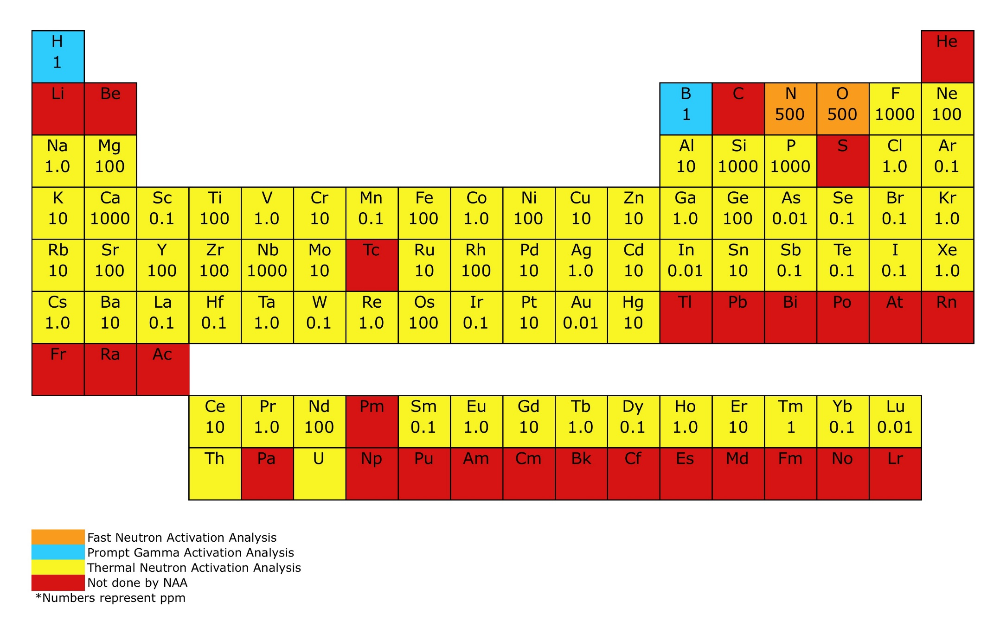 H He
1
Li Be B C N O F Ne
1 500 500 1000 100
Na Mg Al Si P S Cl Ar
1.0 100 10 1000 1000 1.0 0.1
K Ca Sc Ti V Cr Mn Fe Co Ni Cu Zn Ga Ge As Se Br Kr
10 1000 0.1 100 1.0 10 0.1 100 1.0 100 10 10 1.0 100 0.01 0.1 0.1 1.0
Rb Sr Y Zr Nb Mo Tc Ru Rh Pd Ag Cd In Sn Sb Te I Xe
10 100 100 100 1000 10 10 100 10 1.0 10 0.01 10 0.1 0.1 0.1 1.0
Cs Ba La Hf Ta W Re Os Ir Pt Au Hg Tl Pb Bi Po At Rn
1.0 10 0.1 0.1 1.0 0.1 1.0 100 0.1 10 0.01 10
Fr Ra Ac
Ce Pr Nd Pm Sm Eu Gd Tb Dy Ho Er Tm Yb Lu
10 1.0 100 0.1 1.0 10 1.0 0.1 1.0 10 1 0.1 0.01
Th Pa U Np Pu Am Cm Bk Cf Es Md Fm No Lr
Fast Neutron Activation Analysis
Prompt Gamma Activation Analysis
Thermal Neutron Activation Analysis
Not done by NAA
*Numbers represent ppm